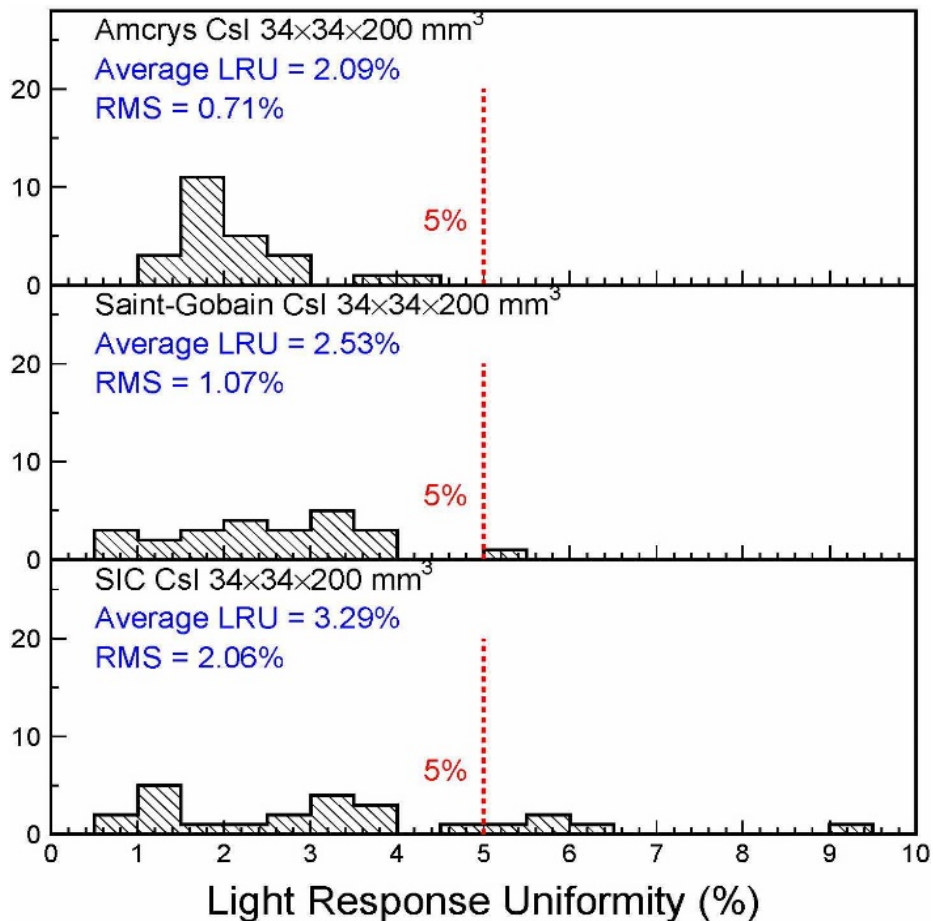 Amcrys CsI 34×34×200 mm³
Average LRU = 2.09%
RMS = 0.71%
20
10
0
5%
Saint-Gobain CsI 34×34×200 mm³
Average LRU = 2.53%
RMS = 1.07%
20
10
0
5%
SIC CsI 34×34×200 mm³
Average LRU = 3.29%
RMS = 2.06%
20
10
0
5%
0 1 2 3 4 5 6 7 8 9 10
Light Response Uniformity (%)